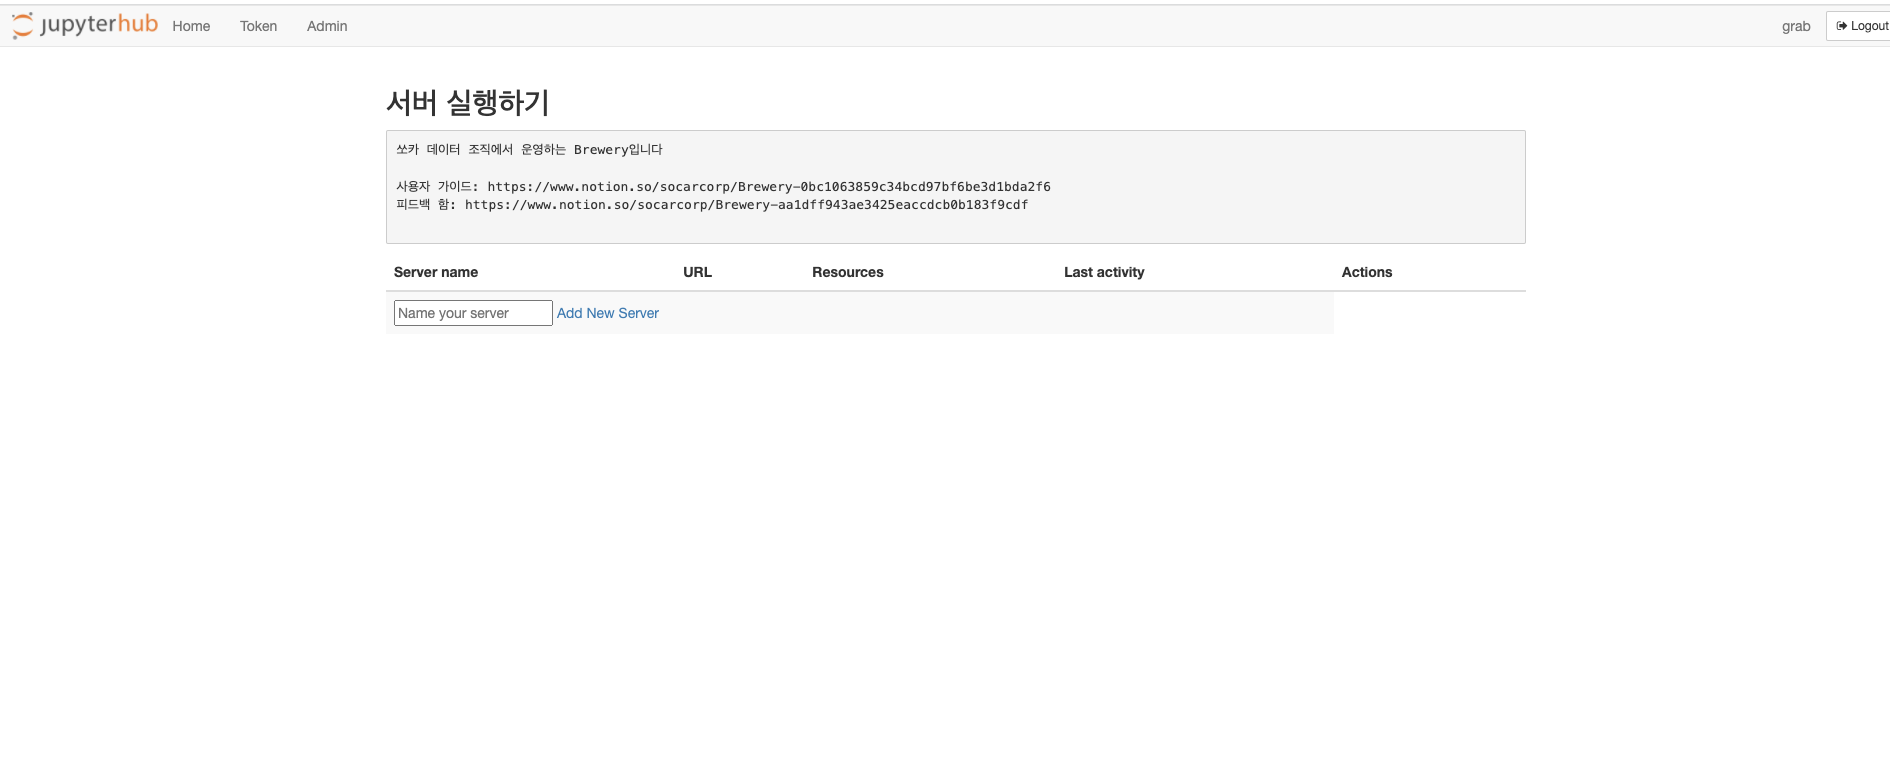 jupyterhub Home Token Admin grab Logout
서버 실행하기
쏘카 데이터 조직에서 운영하는 Brewery입니다
사용자 가이드: https://www.notion.so/socarcorp/Brewery-0bc1063859c34bcd97bf6be3d1bda2f6
피드백 함: https://www.notion.so/socarcorp/Brewery-aa1dff943ae3425eaccdcb0b183f9cdf
Server name URL Resources Last activity Actions
Name your server Add New Server